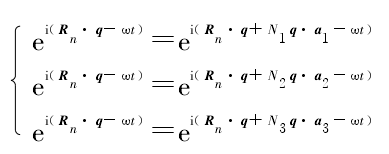 e^{i(R_n · q − ωt)} = e^{i(R_n · q + N_1 q · a_1 − ωt)}
e^{i(R_n · q − ωt)} = e^{i(R_n · q + N_2 q · a_2 − ωt)}
e^{i(R_n · q − ωt)} = e^{i(R_n · q + N_3 q · a_3 − ωt)}